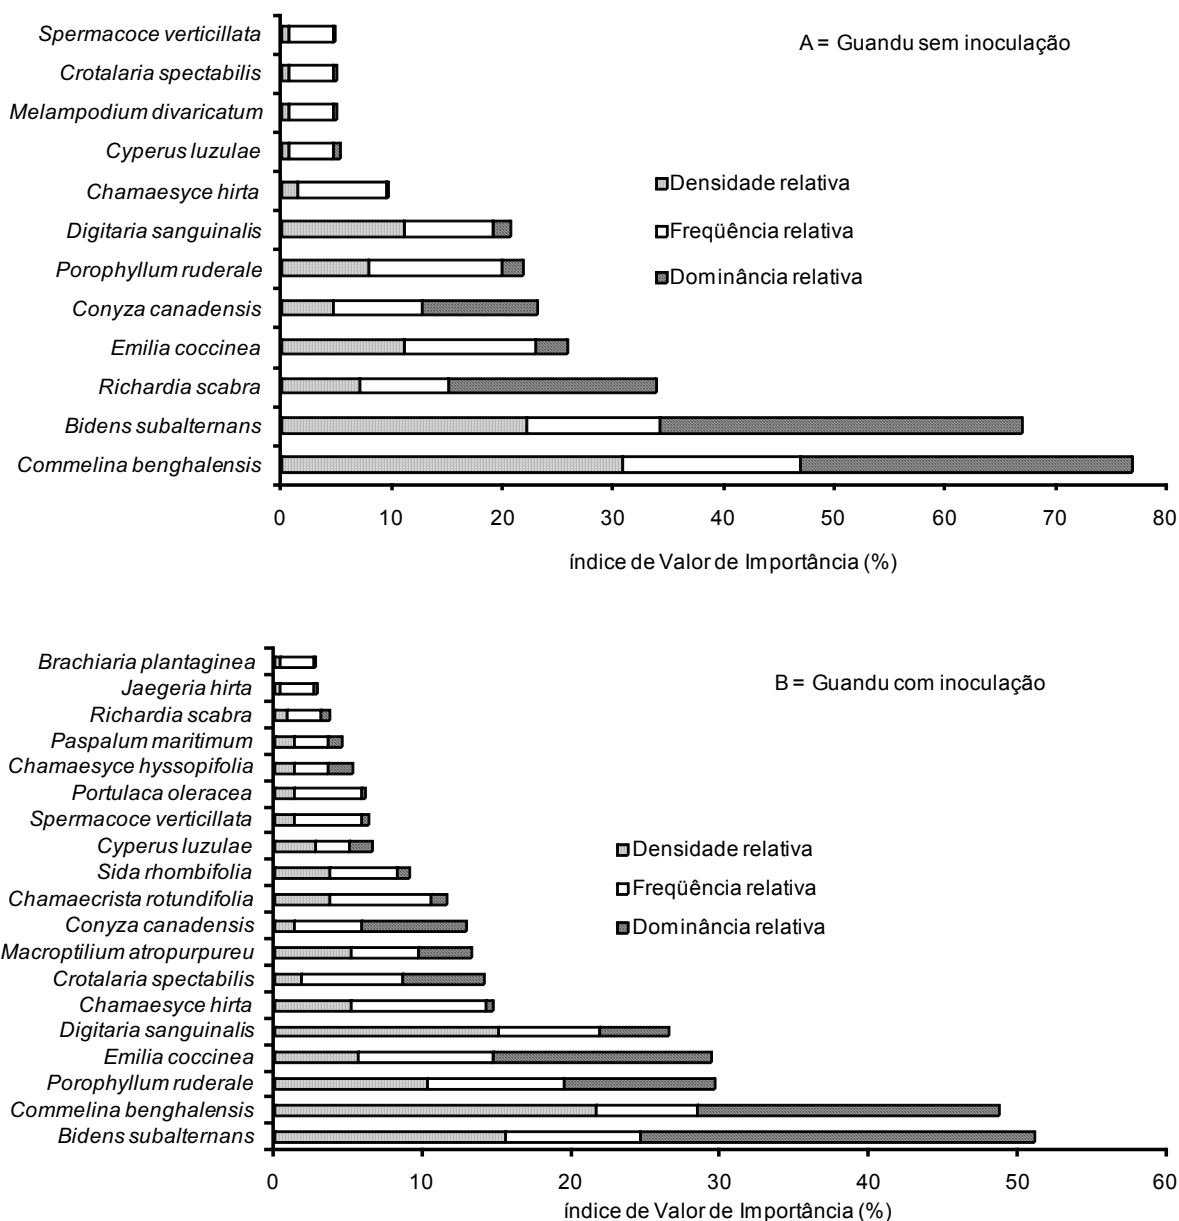 A = Guandu sem inoculação
Spermacoce verticillata
Crotalaria spectabilis
Melampodium divaricatum
Cyperus luzulae
Chamaesyce hirta
Digitaria sanguinalis
Porophyllum ruderale
Conyza canadensis
Emilia coccinea
Richardia scabra
Bidens subalternans
Commelina benghalensis
Densidade relativa
Freqüência relativa
Dominância relativa
0 10 20 30 40 50 60 70 80
índice de Valor de Importância (%)
B = Guandu com inoculação
Brachiaria plantaginea
Jaegeria hirta
Richardia scabra
Paspalum maritimum
Chamaesyce hyssopifolia
Portulaca oleracea
Spermacoce verticillata
Cyperus luzulae
Sida rhombifolia
Chamaecrista rotundifolia
Conyza canadensis
Macroptilium atropurpureu
Crotalaria spectabilis
Chamaesyce hirta
Digitaria sanguinalis
Emilia coccinea
Porophyllum ruderale
Commelina benghalensis
Bidens subalternans
Densidade relativa
Freqüência relativa
Dominância relativa
0 10 20 30 40 50 60
índice de Valor de Importância (%)